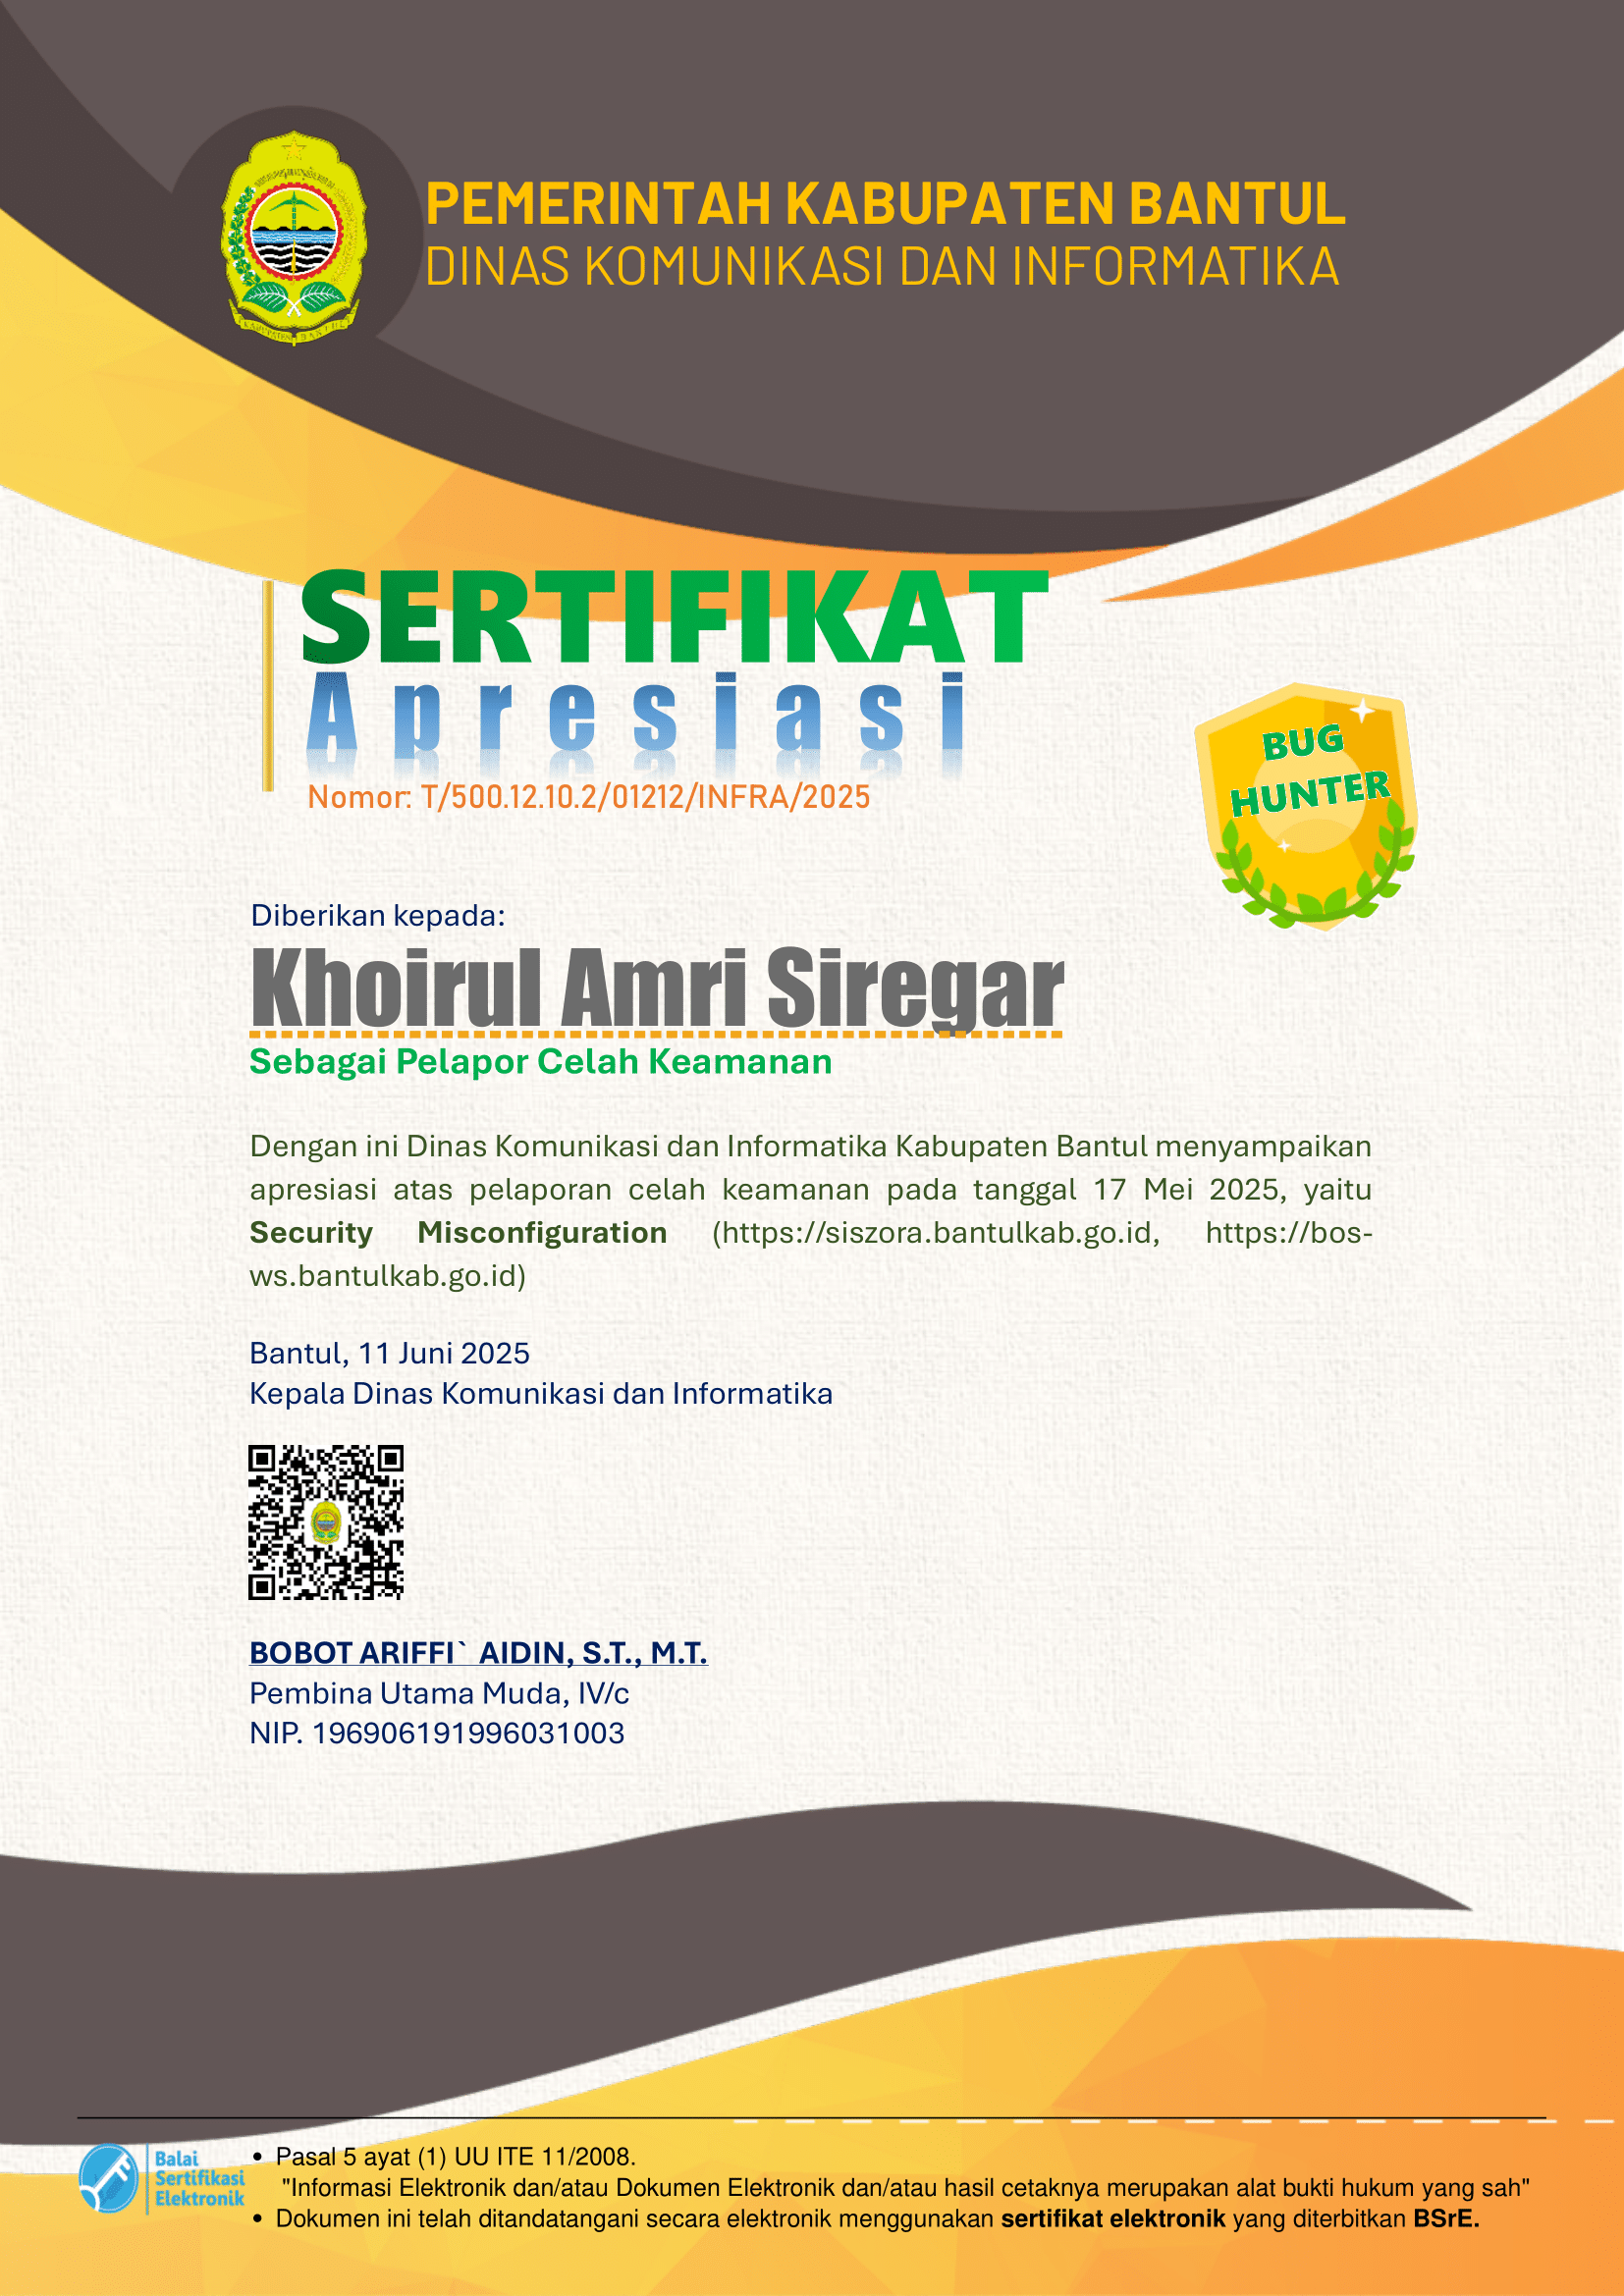 PEMERINTAH KABUPATEN BANTUL
DINAS KOMUNIKASI DAN INFORMATIKA
KABUPATEN BANTUL
SERTIFIKAT
Apresiasi
Nomor: T/500.12.10.2/01212/INFRA/2025
BUG
HUNTER
Diberikan kepada:
Khoirul Amri Siregar
Sebagai Pelapor Celah Keamanan
Dengan ini Dinas Komunikasi dan Informatika Kabupaten Bantul menyampaikan
apresiasi atas pelaporan celah keamanan pada tanggal 17 Mei 2025, yaitu
Security Misconfiguration (https://siszora.bantulkab.go.id, https://bos-
ws.bantulkab.go.id)
Bantul, 11 Juni 2025
Kepala Dinas Komunikasi dan Informatika
BOBOT ARIFFI` AIDIN, S.T., M.T.
Pembina Utama Muda, IV/c
NIP. 196906191996031003
Balai
Sertifikasi
Elektronik
• Pasal 5 ayat (1) UU ITE 11/2008.
"Informasi Elektronik dan/atau Dokumen Elektronik dan/atau hasil cetaknya merupakan alat bukti hukum yang sah"
• Dokumen ini telah ditandatangani secara elektronik menggunakan sertifikat elektronik yang diterbitkan BSrE.